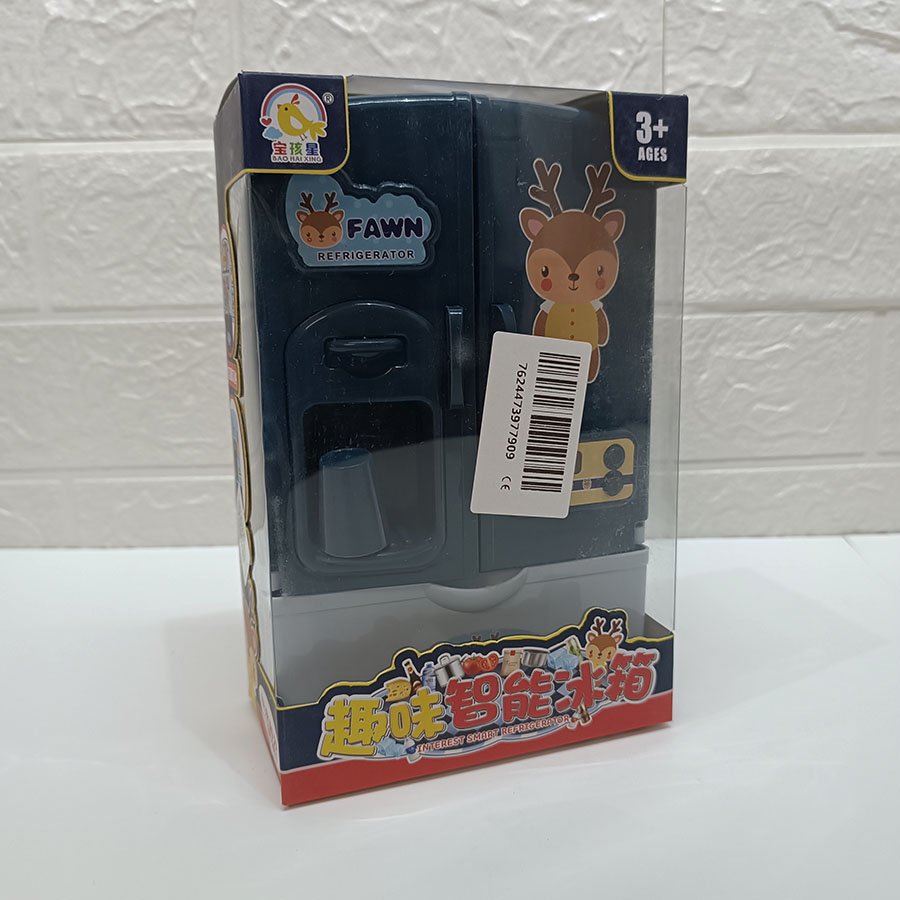 宝孩星
®
BAO HAI XING
3+
AGES
FAWN
REFRIGERATOR
7624473977909
CE
趣味智能冰箱
INTEREST SMART REFRIGERATOR